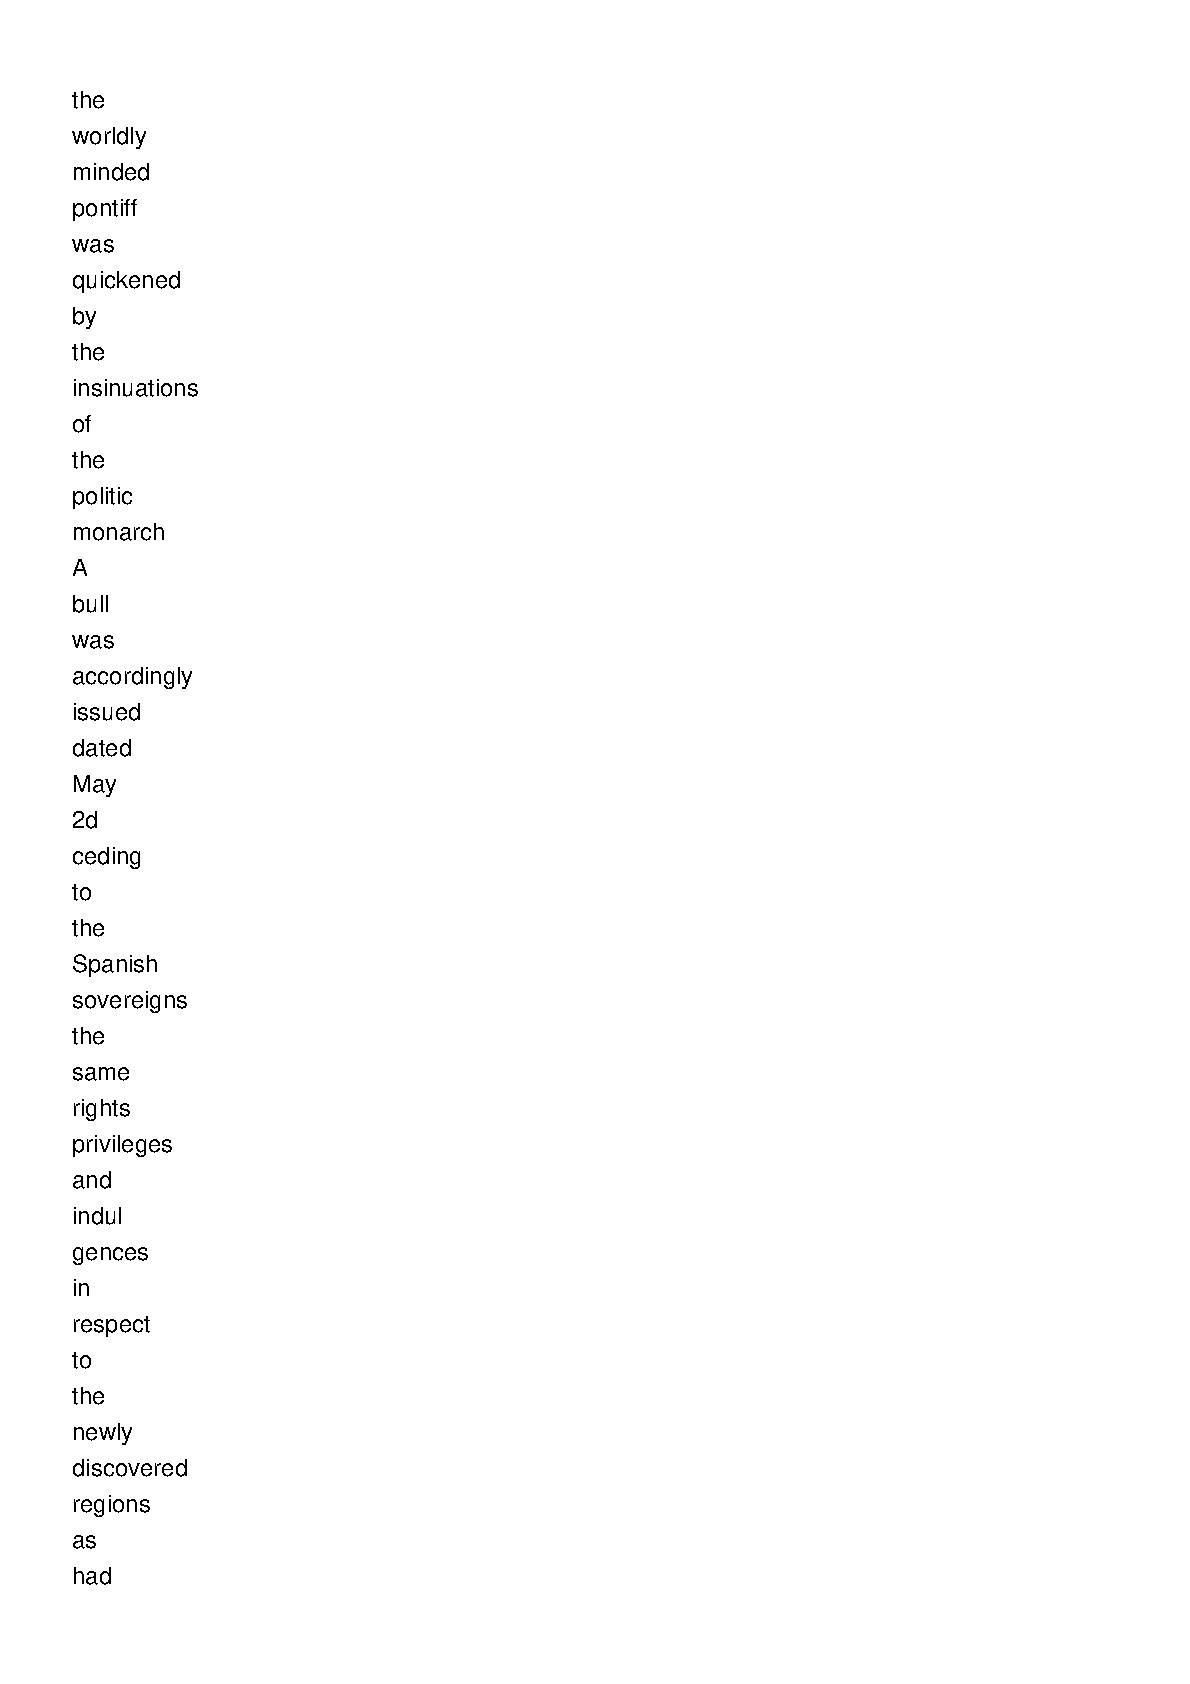 the
worldly
minded
pontiff
was
quickened
by
the
insinuations
of
the
politic
monarch
A
bull
was
accordingly
issued
dated
May
2d
ceding
to
the
Spanish
sovereigns
the
same
rights
privileges
and
indul
gences
in
respect
to
the
newly
discovered
regions
as
had